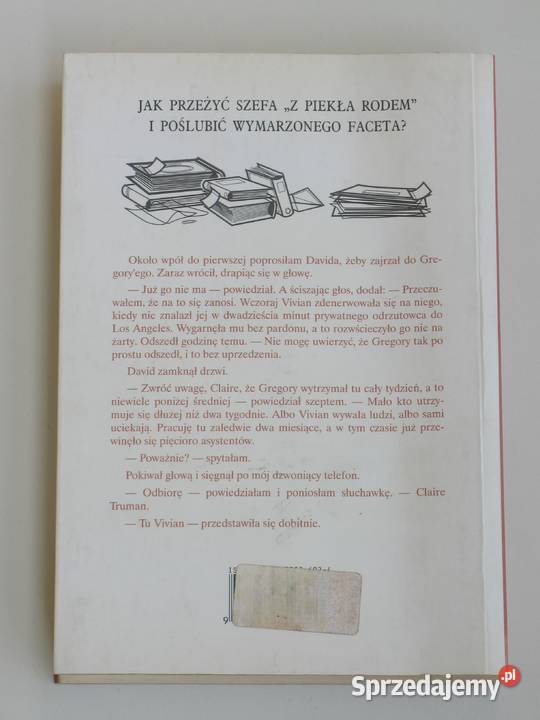 JAK PRZEŻYĆ SZEFA „Z PIEKŁA RODEM”
I POŚLUBIĆ WYMARZONEGO FACETA?
Około wpół do pierwszej poprosiłam Davida, żeby zajrzał do Gre-
gory'ego. Zaraz wrócił, drapiąc się w głowę.
— Już go nie ma — powiedział. A ściszając głos, dodał: — Przeczu-
wałem, że na to się zanosi. Wczoraj Vivian zdenerwowała się na niego,
kiedy nie znalazł jej w dwadzieścia minut prywatnego odrzutowca do
Los Angeles. Wygarnęła mu bez pardonu, a to rozwścieczyło go nie na
żarty. Odszedł godzinę temu. — Nie mogę uwierzyć, że Gregory tak po
prostu odszedł, i to bez uprzedzenia.
David zamknął drzwi.
— Zwróć uwagę, Claire, że Gregory wytrzymał tu cały tydzień, a to
niewiele poniżej średniej — powiedział szeptem. — Mało kto utrzy-
muje się dłużej niż dwa tygodnie. Albo Vivian wywala ludzi, albo sami
uciekają. Pracuję tu zaledwie dwa miesiące, a w tym czasie już prze-
winęło się pięcioro asystentów.
— Poważnie? — spytałam.
Pokiwał głową i sięgnął po mój dzwoniący telefon.
— Odbiorę — powiedziałam i poniosłam słuchawkę. — Claire
Truman.
— Tu Vivian — przedstawiła się dobitnie.
9
Sprzedajemy.pl